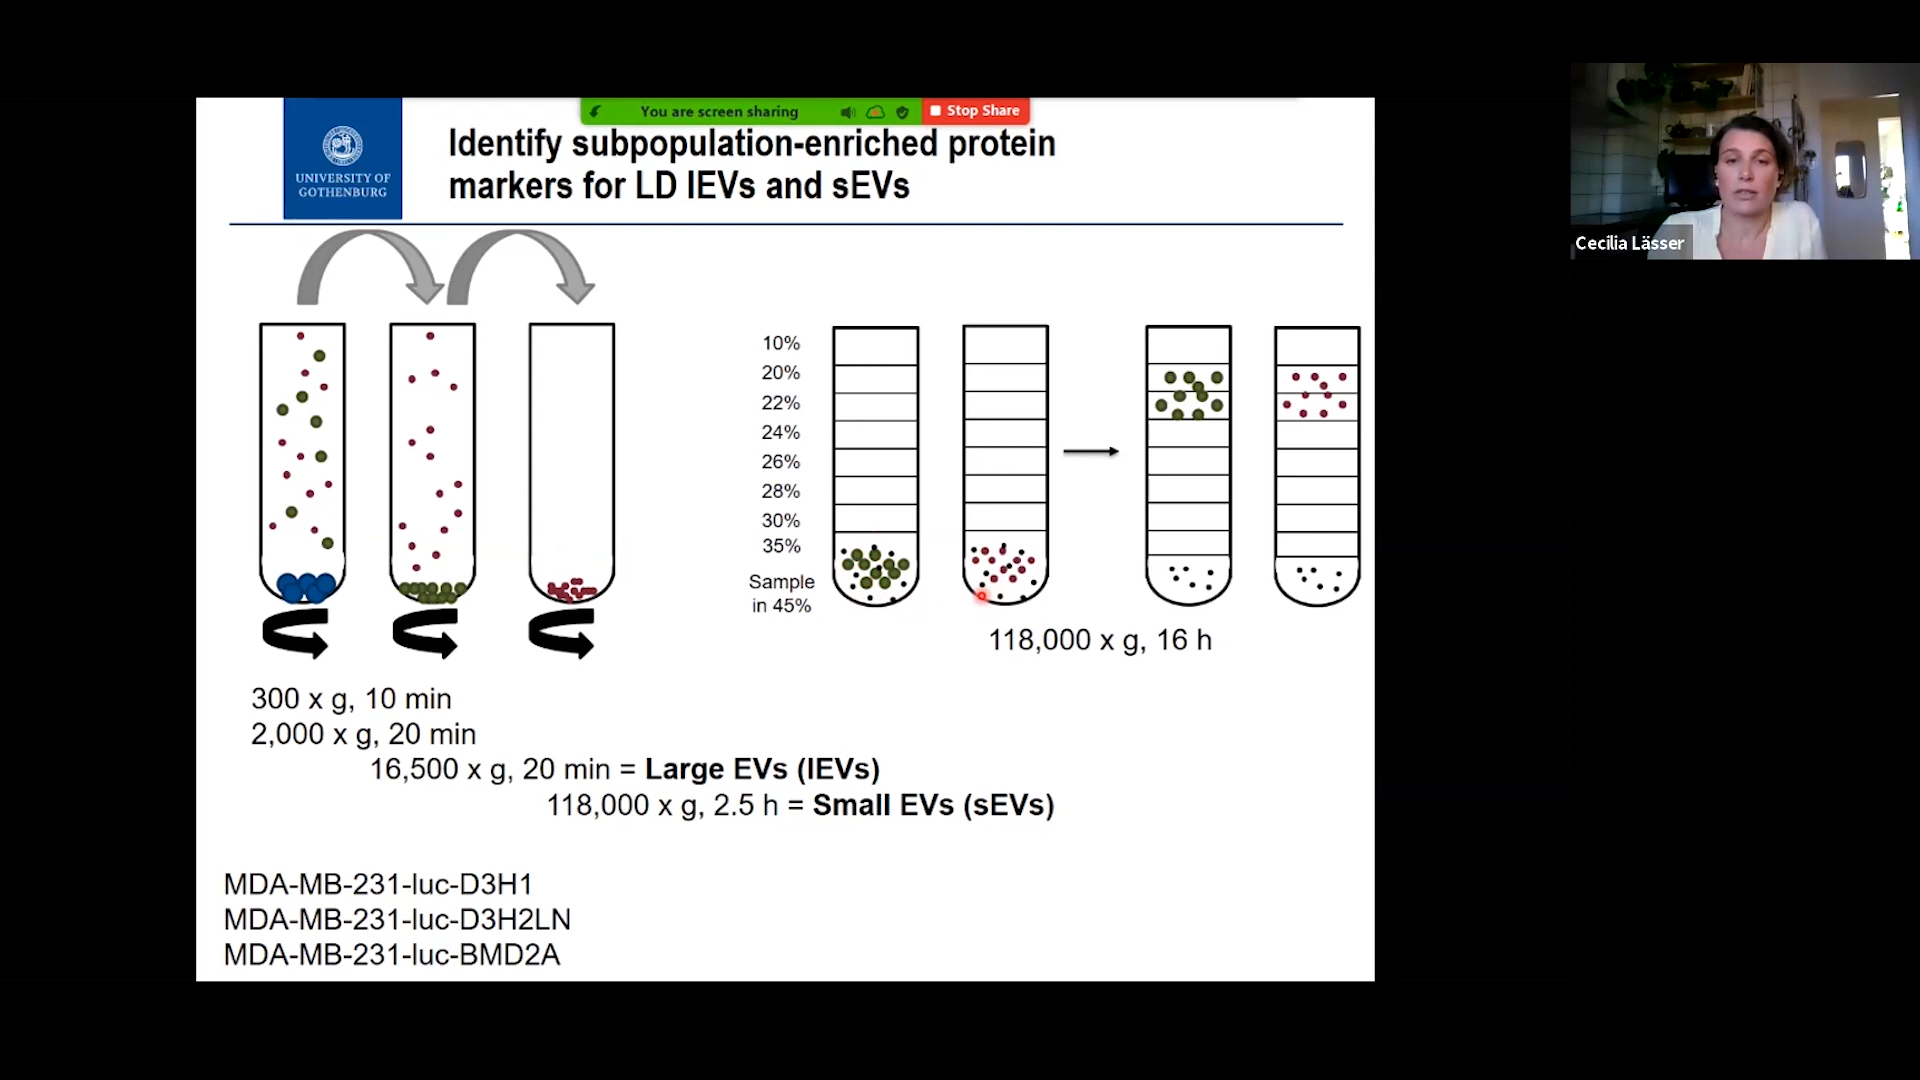 You are screen sharing
Stop Share
UNIVERSITY OF
GOTHENBURG
Identify subpopulation-enriched protein
markers for LD lEVs and sEVs
Cecilia Lässer
10%
20%
22%
24%
26%
28%
30%
35%
Sample
in 45%
118,000 x g, 16 h
300 x g, 10 min
2,000 x g, 20 min
16,500 x g, 20 min = Large EVs (lEVs)
118,000 x g, 2.5 h = Small EVs (sEVs)
MDA-MB-231-luc-D3H1
MDA-MB-231-luc-D3H2LN
MDA-MB-231-luc-BMD2A